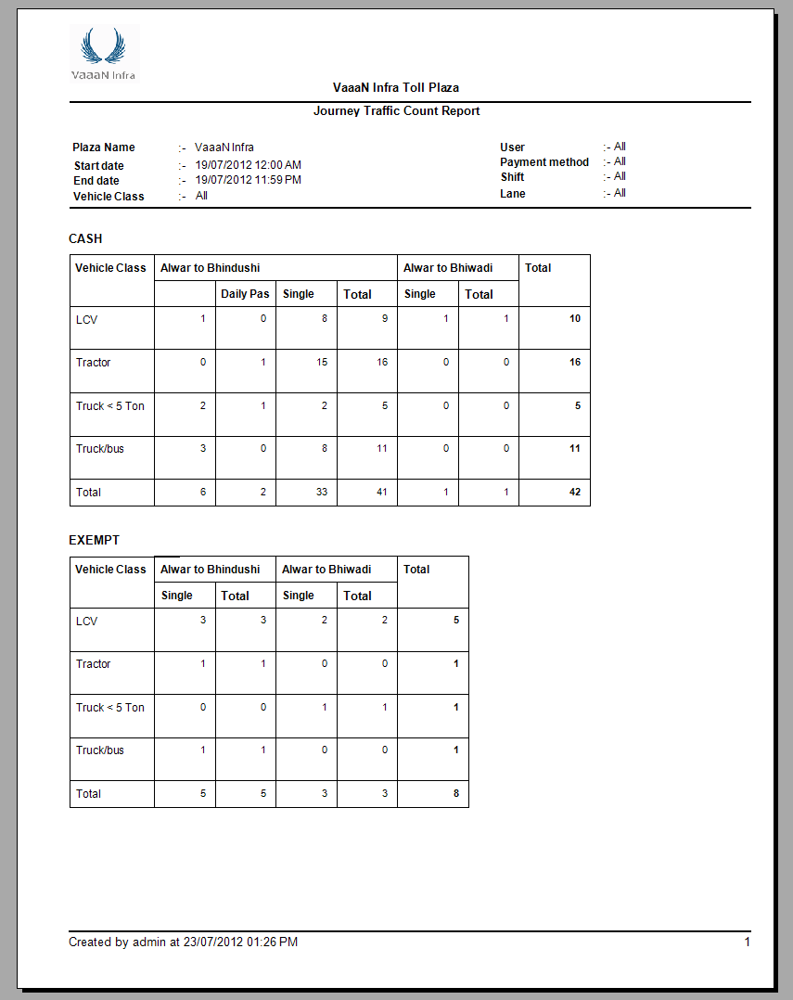 VaaaN Infra
VaaaN Infra Toll Plaza
Journey Traffic Count Report
Plaza Name :- VaaaN Infra User :- All
Start date :- 19/07/2012 12:00 AM Payment method :- All
End date :- 19/07/2012 11:59 PM Shift :- All
Vehicle Class :- All Lane :- All
CASH
Vehicle Class Alwar to Bhindushi Alwar to Bhiwadi Total
Daily Pas Single Total Single Total
LCV 1 0 8 9 1 1 10
Tractor 0 1 15 16 0 0 16
Truck < 5 Ton 2 1 2 5 0 0 5
Truck/bus 3 0 8 11 0 0 11
Total 6 2 33 41 1 1 42
EXEMPT
Vehicle Class Alwar to Bhindushi Alwar to Bhiwadi Total
Single Total Single Total
LCV 3 3 2 2 5
Tractor 1 1 0 0 1
Truck < 5 Ton 0 0 1 1 1
Truck/bus 1 1 0 0 1
Total 5 5 3 3 8
Created by admin at 23/07/2012 01:26 PM 1